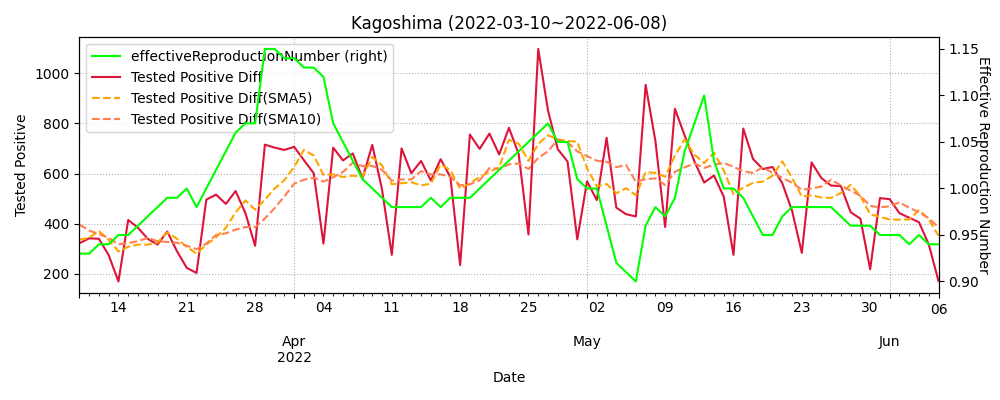 Kagoshima (2022-03-10~2022-06-08)
effectiveReproductionNumber (right)
Tested Positive Diff
Tested Positive Diff(SMA5)
Tested Positive Diff(SMA10)
Tested Positive
1000
800
600
400
200
Effective Reproduction Number
1.15
1.10
1.05
1.00
0.95
0.90
14 21 28 04 11 18 25 02 09 16 23 30 06
Apr May Jun
2022
Date